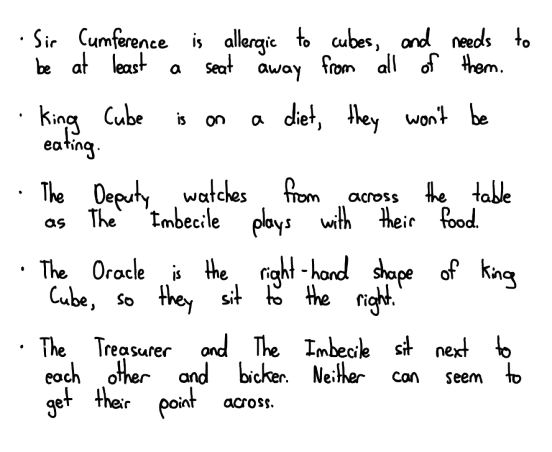 · Sir Cumference is allergic to cubes, and needs to
be at least a seat away from all of them.
· King Cube is on a diet, they won't be
eating.
· The Deputy watches from across the table
as The Imbecile plays with their food.
· The Oracle is the right-hand shape of King
Cube, so they sit to the right.
· The Treasurer and The Imbecile sit next to
each other and bicker. Neither can seem to
get their point across.